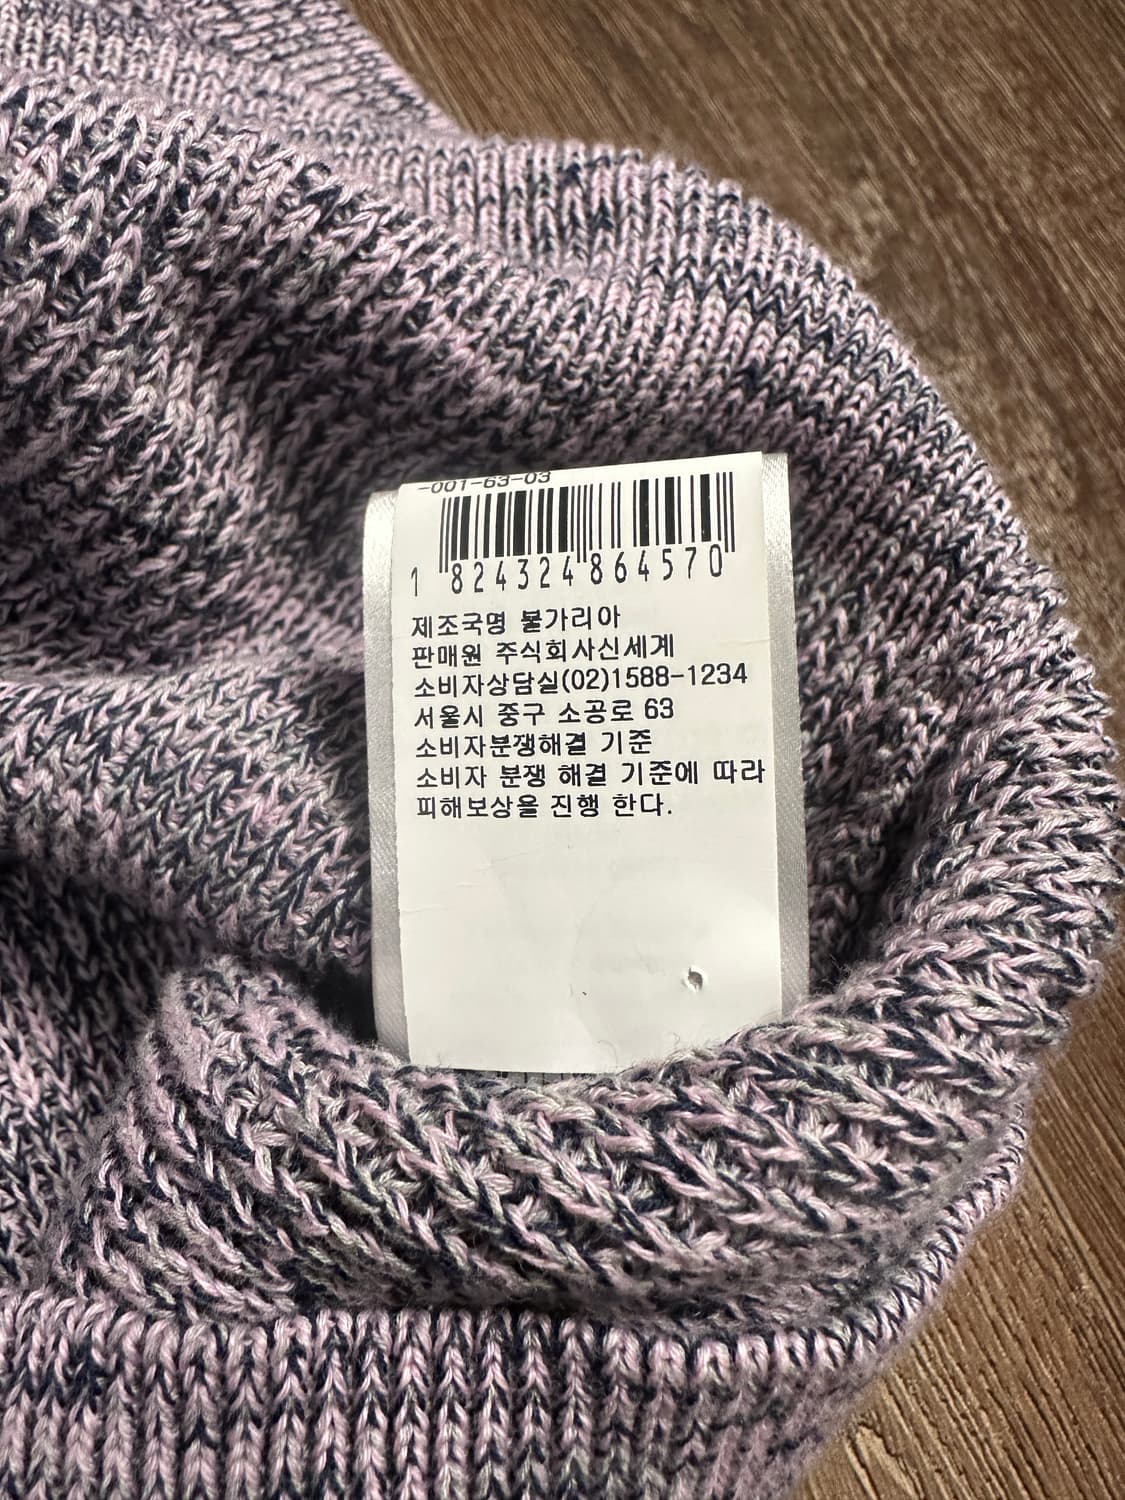 -001-63-03
1 824324 864570
제조국명 불가리아
판매원 주식회사신세계
소비자상담실(02)1588-1234
서울시 중구 소공로 63
소비자분쟁해결 기준
소비자 분쟁 해결 기준에 따라
피해보상을 진행 한다.